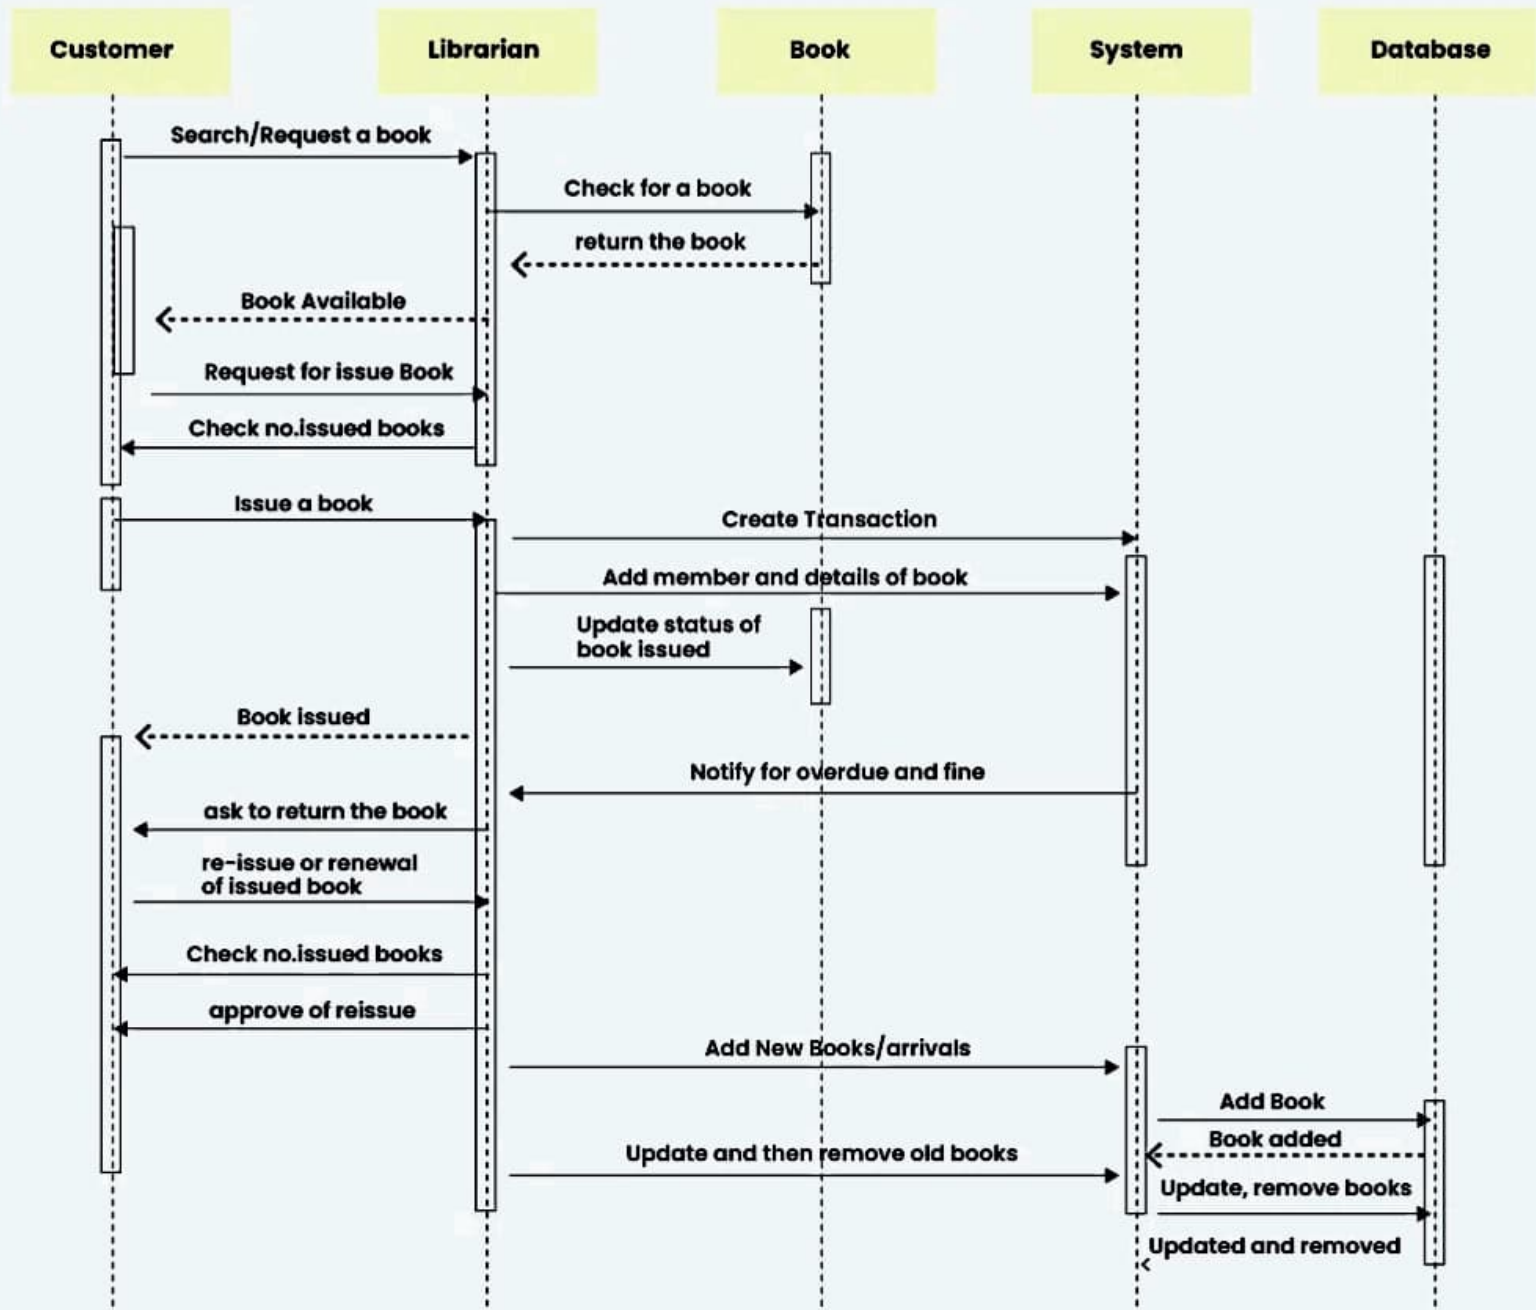 Customer
Librarian
Book
System
Database
Search/Request a book
Check for a book
return the book
Book Available
Request for issue Book
Check no.issued books
Issue a book
Create Transaction
Add member and details of book
Update status of
book issued
Book issued
Notify for overdue and fine
ask to return the book
re-issue or renewal
of issued book
Check no.issued books
approve of reissue
Add New Books/arrivals
Add Book
Book added
Update and then remove old books
Update, remove books
Updated and removed